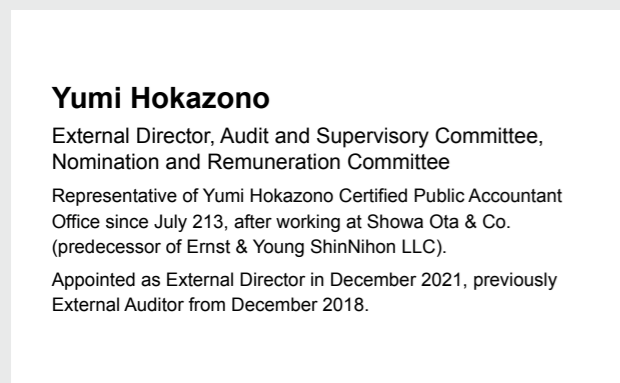 Yumi Hokazono
External Director, Audit and Supervisory Committee,
Nomination and Remuneration Committee
Representative of Yumi Hokazono Certified Public Accountant
Office since July 213, after working at Showa Ota & Co.
(predecessor of Ernst & Young ShinNihon LLC).
Appointed as External Director in December 2021, previously
External Auditor from December 2018.